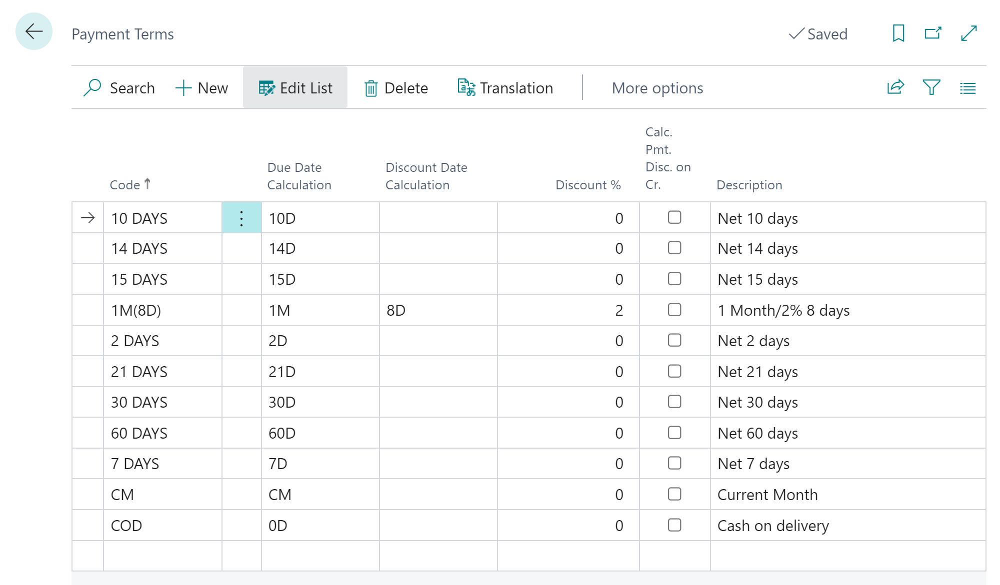 Payment Terms
Saved
Search
New
Edit List
Delete
Translation
More options
Code
Due Date
Calculation
Discount Date
Calculation
Discount %
Calc.
Pmt.
Disc. on
Cr.
Description
10 DAYS 10D 0 Net 10 days
14 DAYS 14D 0 Net 14 days
15 DAYS 15D 0 Net 15 days
1M(8D) 1M 8D 2 1 Month/2% 8 days
2 DAYS 2D 0 Net 2 days
21 DAYS 21D 0 Net 21 days
30 DAYS 30D 0 Net 30 days
60 DAYS 60D 0 Net 60 days
7 DAYS 7D 0 Net 7 days
CM CM 0 Current Month
COD 0D 0 Cash on delivery